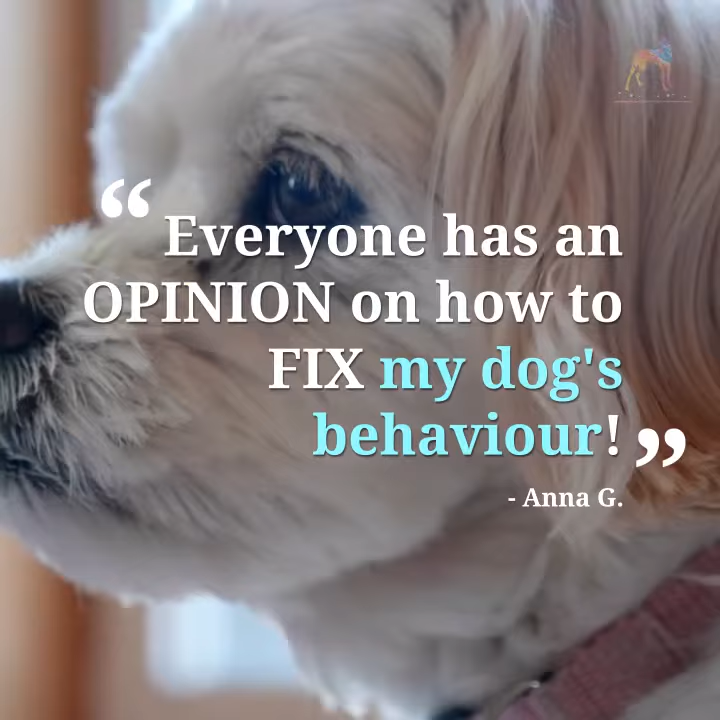 “Everyone has an
OPINION on how to
FIX my dog's
behaviour!”
- Anna G.